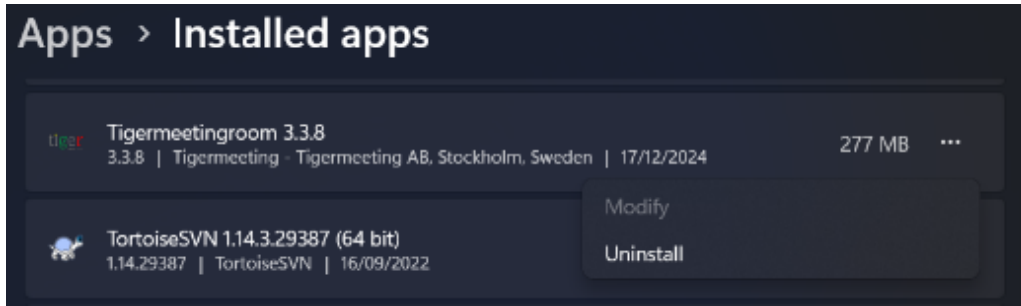 Apps > Installed apps
tiger
Tigermeetingroom 3.3.8
3.3.8 | Tigermeeting - Tigermeeting AB, Stockholm, Sweden | 17/12/2024
277 MB ...
Modify
Uninstall
TortoiseSVN 1.14.3.29387 (64 bit)
1.14.29387 | TortoiseSVN | 16/09/2022